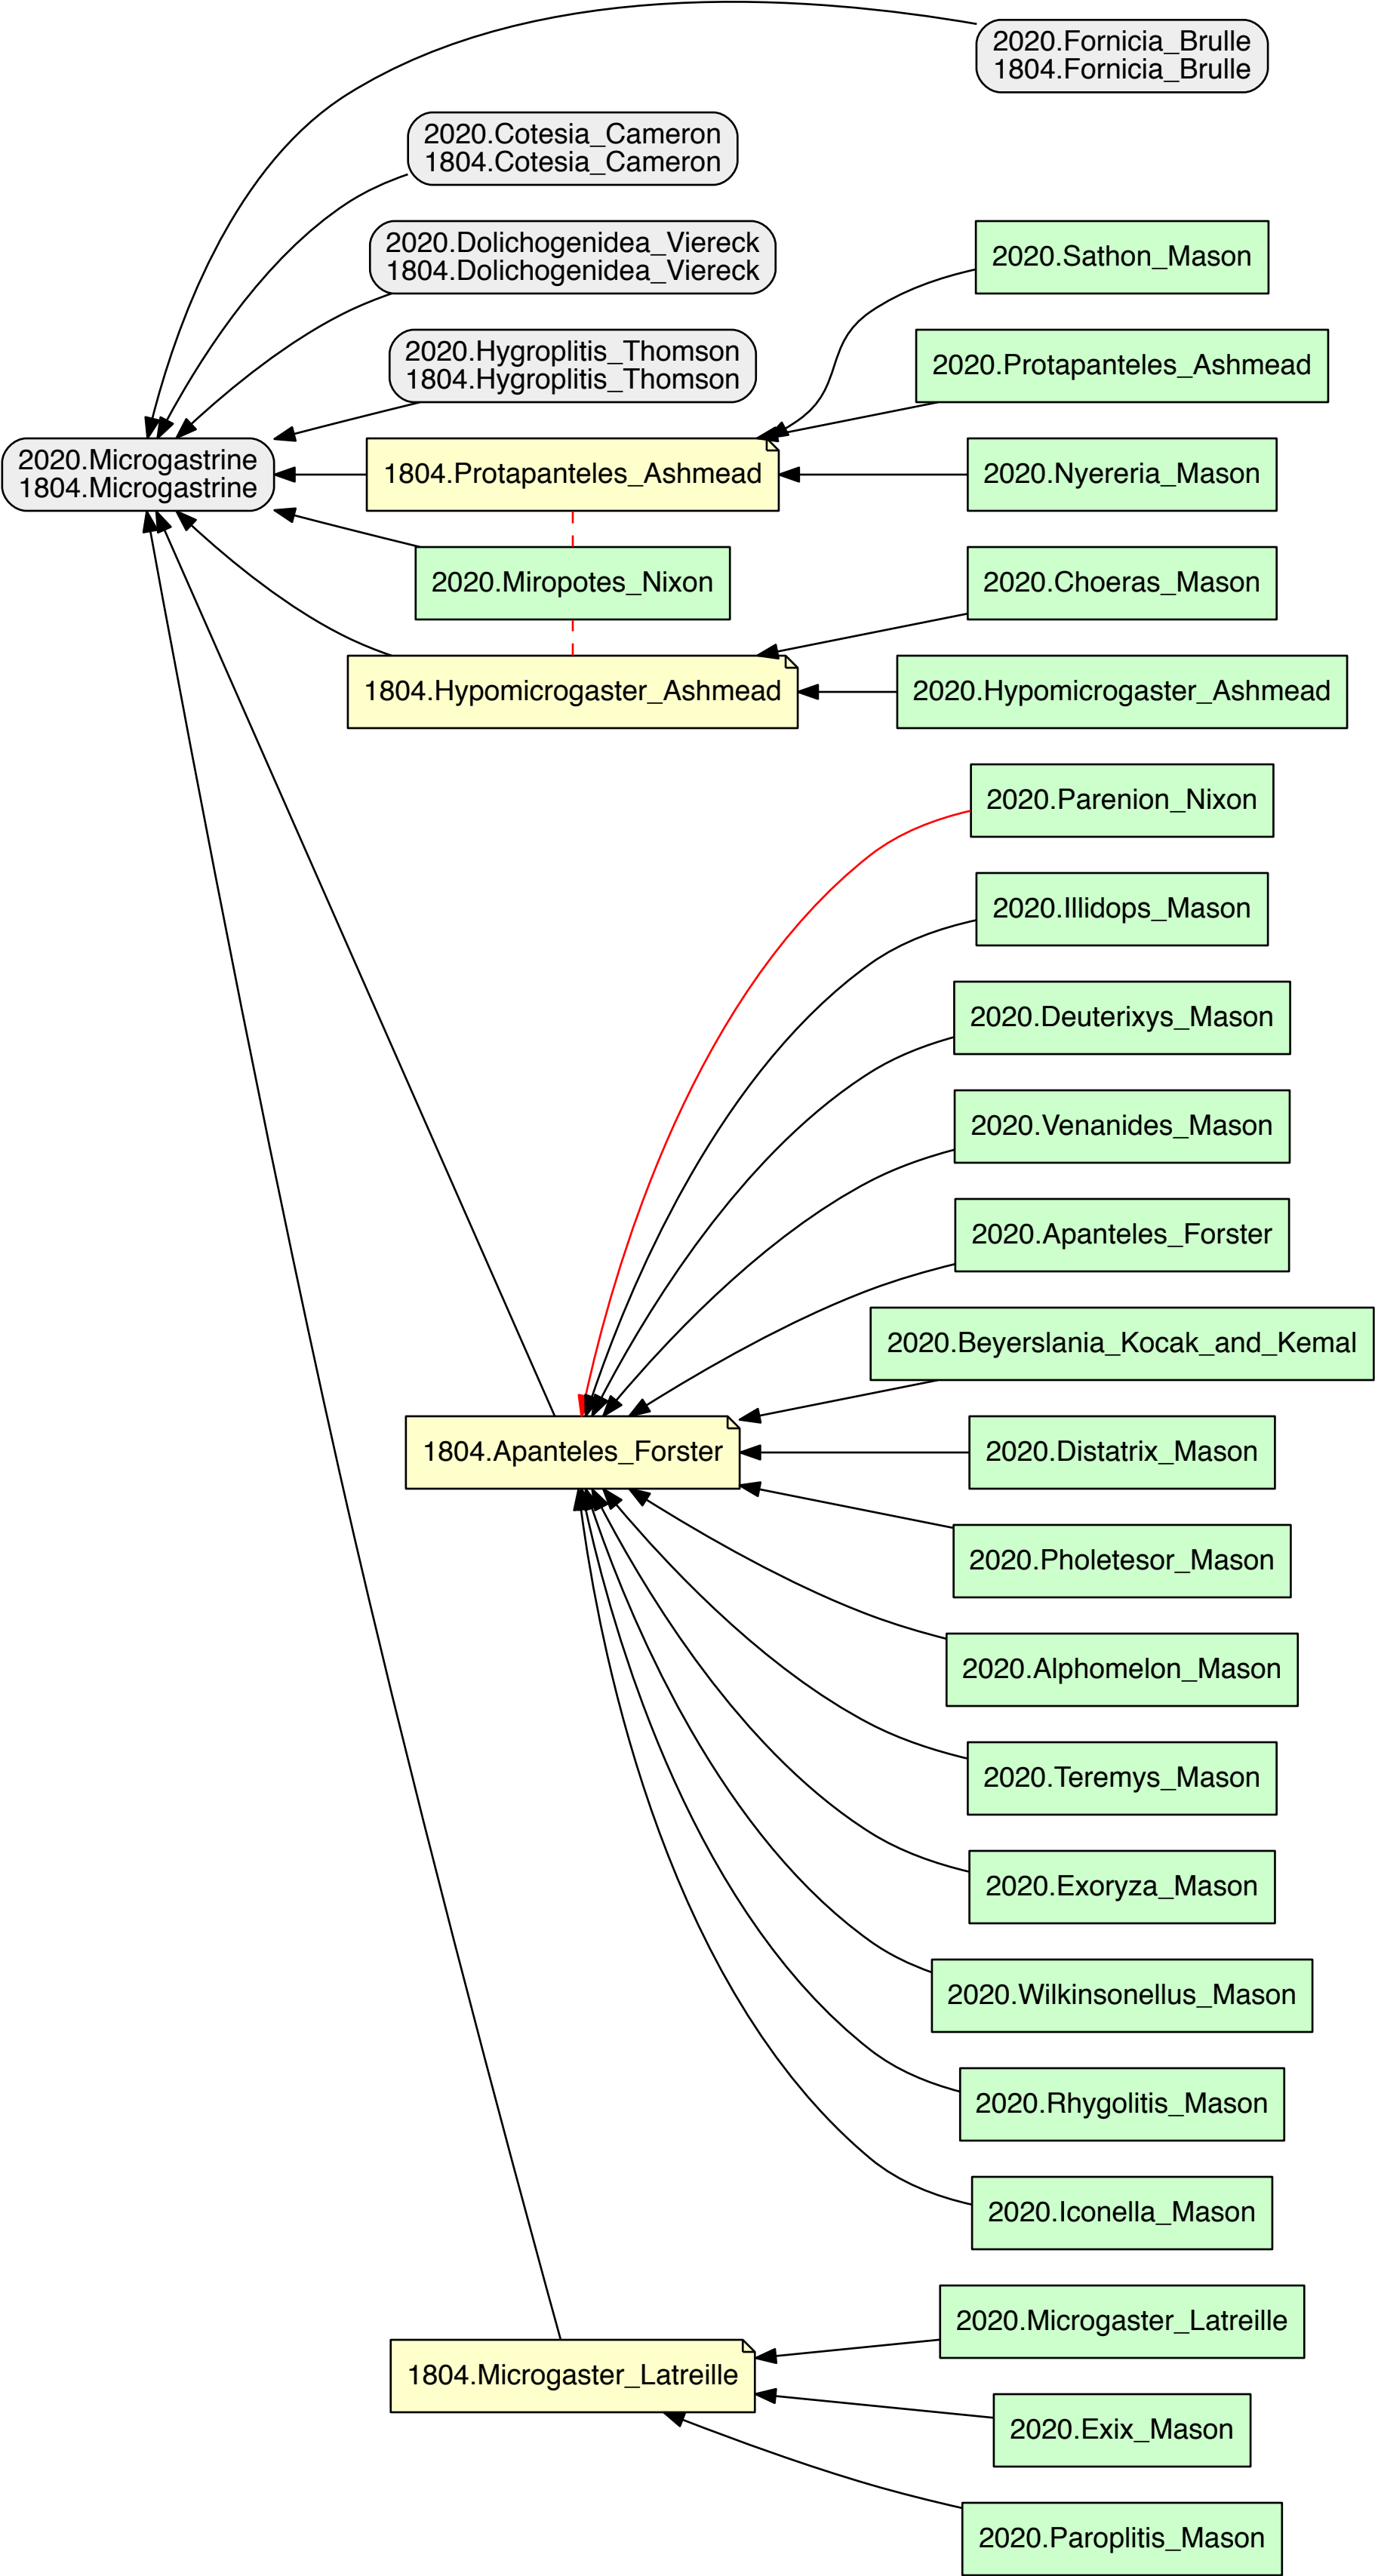 2020.Fornicia_Brulle
1804.Fornicia_Brulle
2020.Cotesia_Cameron
1804.Cotesia_Cameron
2020.Dolichogenidea_Viereck
1804.Dolichogenidea_Viereck
2020.Sathon_Mason
2020.Hygroplitis_Thomson
1804.Hygroplitis_Thomson
2020.Protapanteles_Ashmead
2020.Microgastrine
1804.Microgastrine
1804.Protapanteles_Ashmead
2020.Nyereria_Mason
2020.Miropotes_Nixon
2020.Choeras_Mason
1804.Hypomicrogaster_Ashmead
2020.Hypomicrogaster_Ashmead
2020.Parenion_Nixon
2020.Illidops_Mason
2020.Deuterixys_Mason
2020.Venanides_Mason
2020.Apanteles_Forster
2020.Beyerslania_Kocak_and_Kemal
1804.Apanteles_Forster
2020.Distatrix_Mason
2020.Pholetesor_Mason
2020.Alphomelon_Mason
2020.Teremys_Mason
2020.Exoryza_Mason
2020.Wilkinsonellus_Mason
2020.Rhygolitis_Mason
2020.Iconella_Mason
2020.Microgaster_Latreille
1804.Microgaster_Latreille
2020.Exix_Mason
2020.Paroplitis_Mason